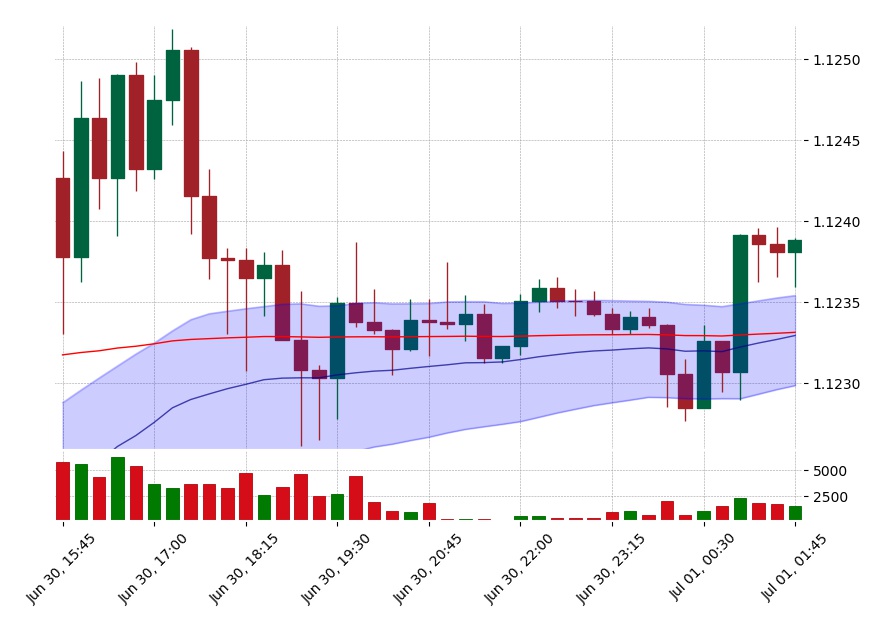 1.1250
1.1245
1.1240
1.1235
1.1230
5000
2500
Jun 30, 15:45
Jun 30, 17:00
Jun 30, 18:15
Jun 30, 19:30
Jun 30, 20:45
Jun 30, 22:00
Jun 30, 23:15
Jul 01, 00:30
Jul 01, 01:45